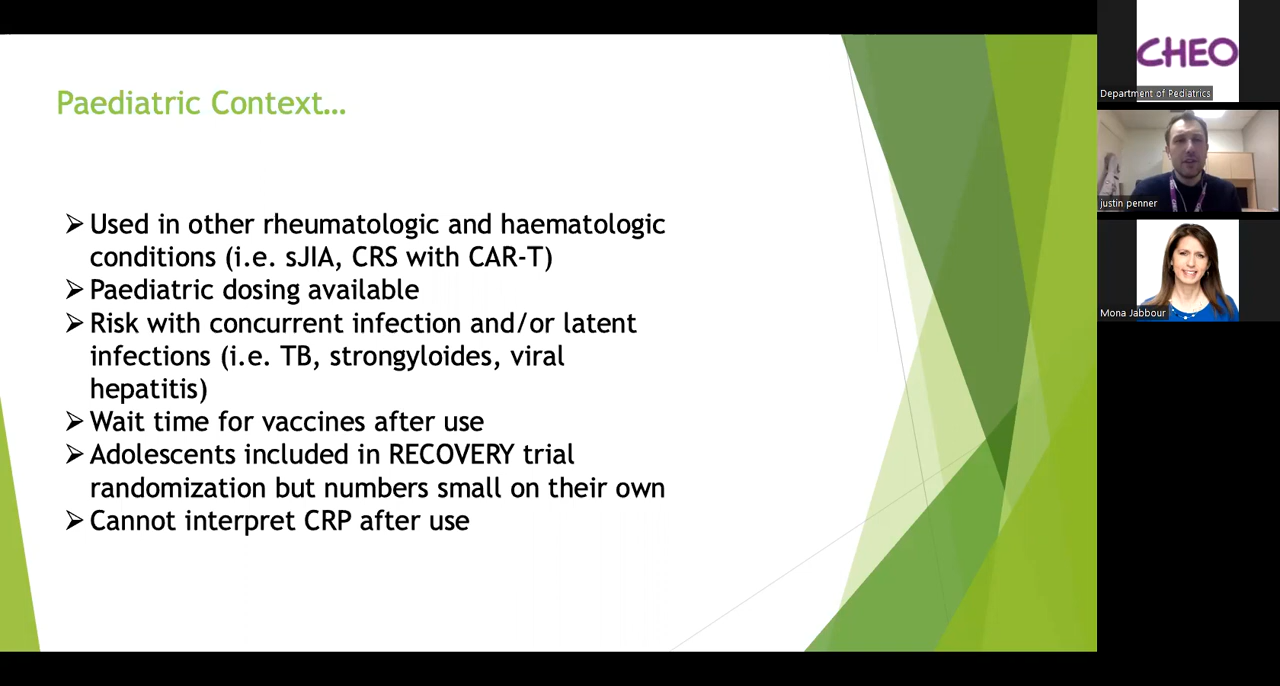 Paediatric Context...
➢ Used in other rheumatologic and haematologic
conditions (i.e. sJIA, CRS with CAR-T)
➢ Paediatric dosing available
➢ Risk with concurrent infection and/or latent
infections (i.e. TB, strongyloides, viral
hepatitis)
➢ Wait time for vaccines after use
➢ Adolescents included in RECOVERY trial
randomization but numbers small on their own
➢ Cannot interpret CRP after use
CHEO
Department of Pediatrics
justin penner
Mona Jabbour